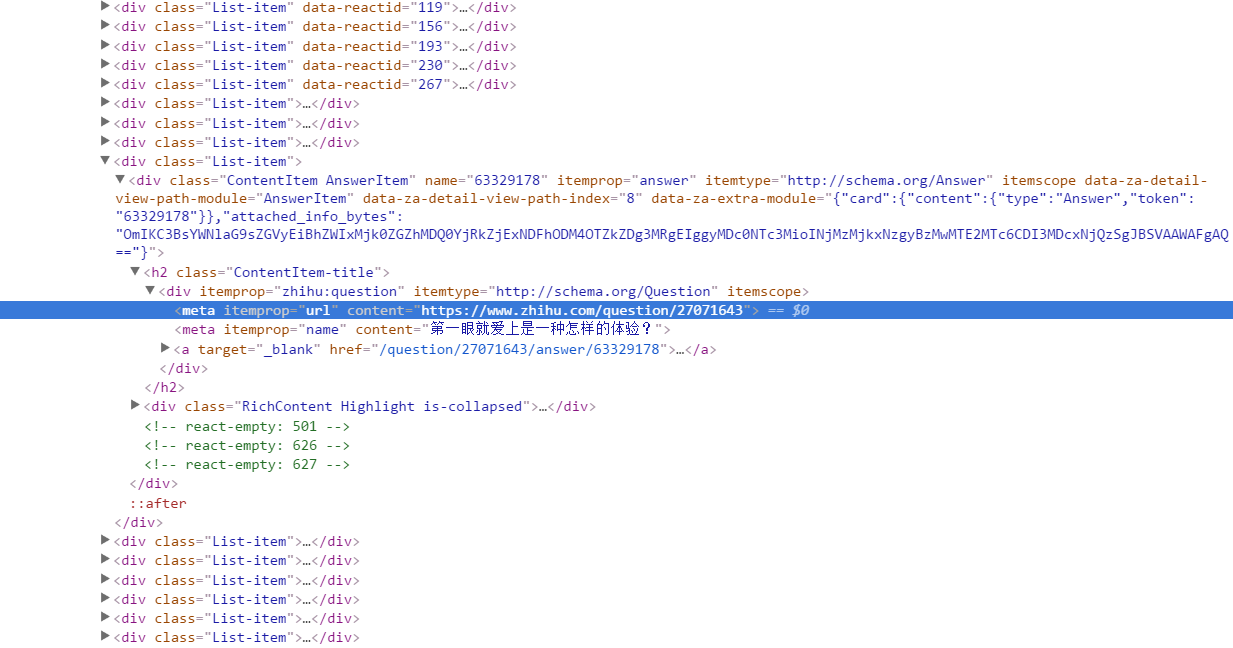 <div class="List-item" data-reactid="119">…</div>
<div class="List-item" data-reactid="156">…</div>
<div class="List-item" data-reactid="193">…</div>
<div class="List-item" data-reactid="230">…</div>
<div class="List-item" data-reactid="267">…</div>
<div class="List-item">…</div>
<div class="List-item">…</div>
<div class="List-item">…</div>
<div class="List-item">
<div class="ContentItem AnswerItem" name="63329178" itemprop="answer" itemtype="http://schema.org/Answer" itemscope data-za-detail-
view-path-module="AnswerItem" data-za-detail-view-path-index="8" data-za-extra-module="{"card":{"content":{"type":"Answer","token":
"63329178"}},"attached_info_bytes":
"OmIKC3BsYWNlaG9sZGVyEiBhZWIxMjk0ZGZhMDQ0YjRkZjExNDFhODM4OTZkZDg3MRgEIggyMDc0NTc3MioINjMzMjkxNzgyBzMwMTE2MTc6CDI3MDcxNjQzSgJBSVAAWAFgAQ
=="}">
<h2 class="ContentItem-title">
<div itemprop="zhihu:question" itemtype="http://schema.org/Question" itemscope>
<meta itemprop="url" content="https://www.zhihu.com/question/27071643"> == $0
<meta itemprop="name" content="第一眼就爱上是一种怎样的体验？">
<a target="_blank" href="/question/27071643/answer/63329178">…</a>
</div>
</h2>
<div class="RichContent Highlight is-collapsed">…</div>
<!-- react-empty: 501 -->
<!-- react-empty: 626 -->
<!-- react-empty: 627 -->
</div>
::after
</div>
<div class="List-item">…</div>
<div class="List-item">…</div>
<div class="List-item">…</div>
<div class="List-item">…</div>
<div class="List-item">…</div>
<div class="List-item">…</div>